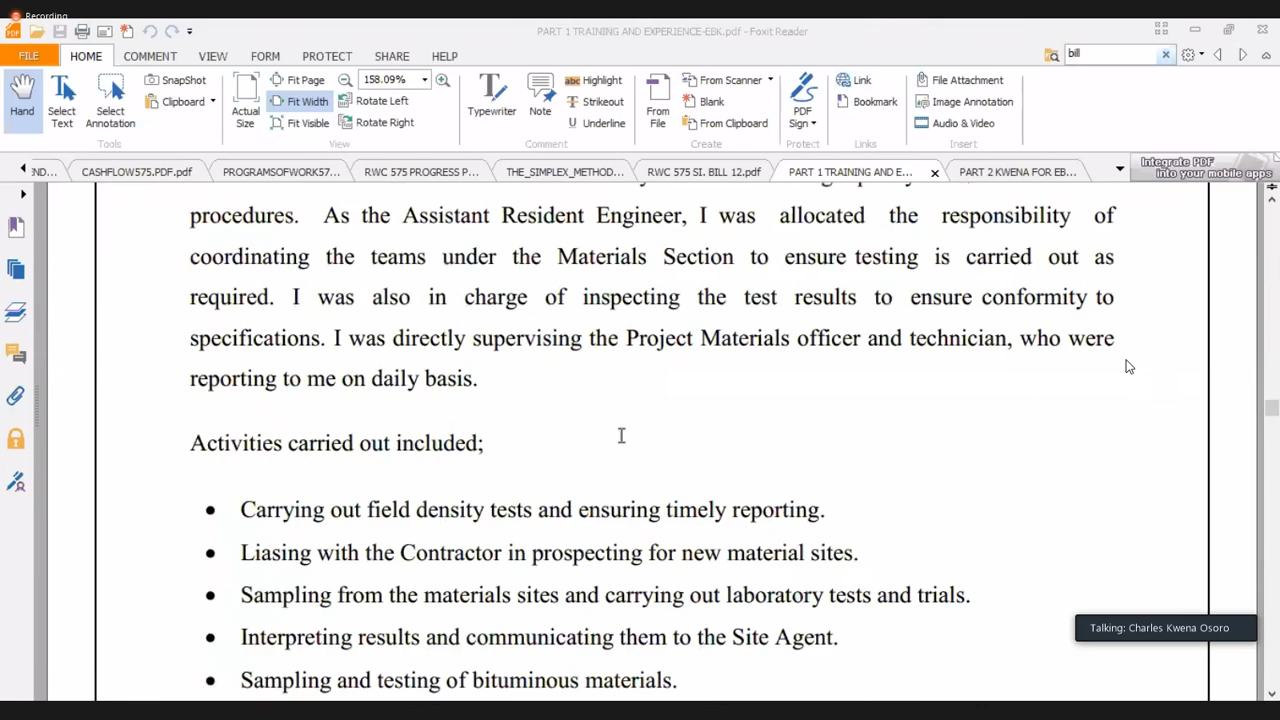 Recording
PART 1 TRAINING AND EXPERIENCE-EBK.pdf - Foxit Reader
FILE HOME COMMENT VIEW FORM PROTECT SHARE HELP
bill
Hand
Select Text
Select Annotation
SnapShot
Clipboard
Tools
Actual Size
Fit Page
Fit Width
Fit Visible
158.09%
Rotate Left
Rotate Right
View
Typewriter
Note
Highlight
Strikeout
Underline
Comment
From File
From Scanner
Blank
From Clipboard
Create
PDF Sign
Protect
Link
Bookmark
Links
File Attachment
Image Annotation
Audio & Video
Insert
END... CASHFLOW575.PDF.pdf PROGRAMSOFWORK57... RWC 575 PROGRESS P... THE_SIMPLEX_METHOD... RWC 575 SI. BILL 12.pdf PART 1 TRAINING AND E... PART 2 KWENA FOR EB...
Integrate PDF
into your mobile apps
procedures. As the Assistant Resident Engineer, I was allocated the responsibility of
coordinating the teams under the Materials Section to ensure testing is carried out as
required. I was also in charge of inspecting the test results to ensure conformity to
specifications. I was directly supervising the Project Materials officer and technician, who were
reporting to me on daily basis.
Activities carried out included;
• Carrying out field density tests and ensuring timely reporting.
• Liasing with the Contractor in prospecting for new material sites.
• Sampling from the materials sites and carrying out laboratory tests and trials.
• Interpreting results and communicating them to the Site Agent.
• Sampling and testing of bituminous materials.
Talking: Charles Kwena Osoro